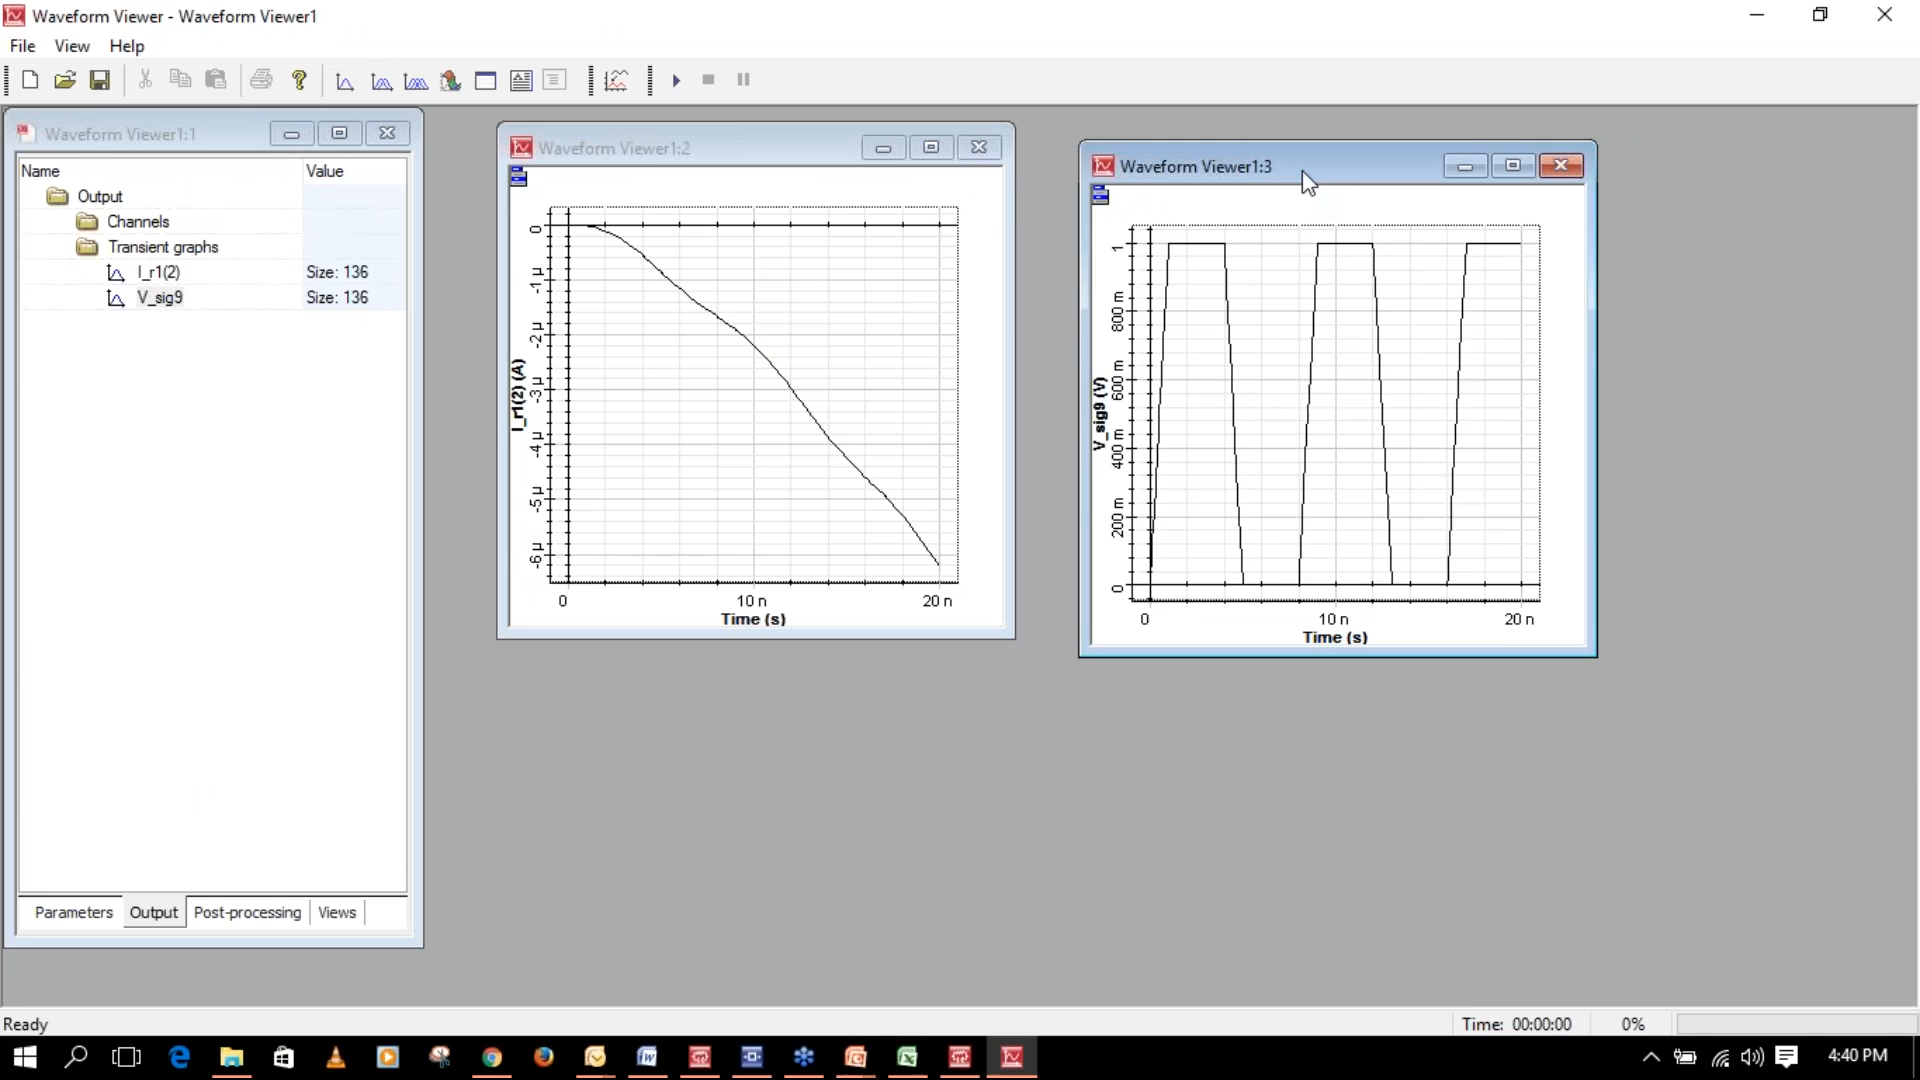 Waveform Viewer - Waveform Viewer1
File View Help
Waveform Viewer1:1
Name Value
Output
Channels
Transient graphs
I_r1(2) Size: 136
V_sig9 Size: 136
Parameters Output Post-processing Views
Waveform Viewer1:2
I_r1(2) (A)
0
-1 µ
-2 µ
-3 µ
-4 µ
-5 µ
-6 µ
0 10 n 20 n
Time (s)
Waveform Viewer1:3
V_sig9 (V)
1
800 m
600 m
400 m
200 m
0
0 10 n 20 n
Time (s)
Ready Time: 00:00:00 0%
4:40 PM